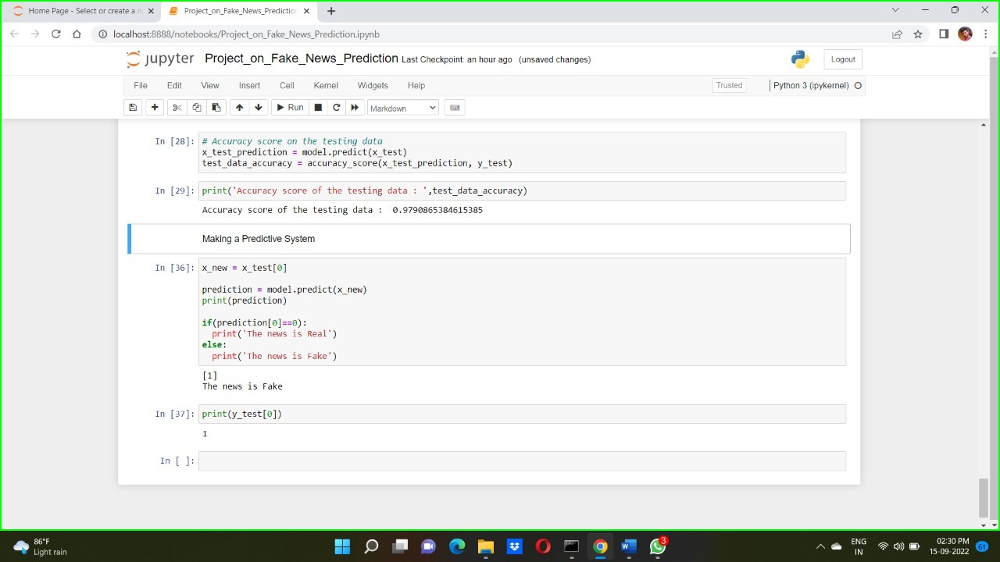 Home Page - Select or create a n
Project_on_Fake_News_Predictio
localhost:8888/notebooks/Project_on_Fake_News_Prediction.ipynb
jupyter Project_on_Fake_News_Prediction Last Checkpoint: an hour ago (unsaved changes)
Logout
File Edit View Insert Cell Kernel Widgets Help
Trusted
Python 3 (ipykernel)
Run
Markdown
In [28]: # Accuracy score on the testing data
x_test_prediction = model.predict(x_test)
test_data_accuracy = accuracy_score(x_test_prediction, y_test)
In [29]: print('Accuracy score of the testing data : ',test_data_accuracy)
Accuracy score of the testing data :  0.9790865384615385
Making a Predictive System
In [36]: x_new = x_test[0]
prediction = model.predict(x_new)
print(prediction)
if(prediction[0]==0):
  print('The news is Real')
else:
  print('The news is Fake')
[1]
The news is Fake
In [37]: print(y_test[0])
1
In [ ]:
86°F
Light rain
3
ENG
IN
02:30 PM
15-09-2022
61